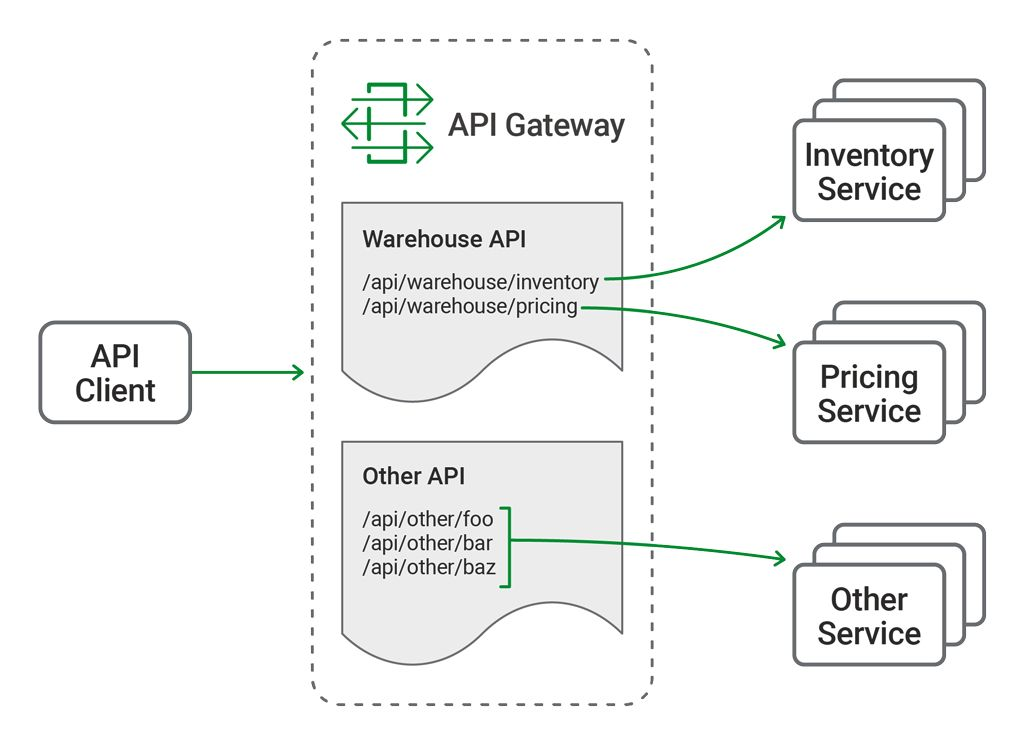 API Gateway
Warehouse API
/api/warehouse/inventory
/api/warehouse/pricing
API
Client
Other API
/api/other/foo
/api/other/bar
/api/other/baz
Inventory
Service
Pricing
Service
Other
Service